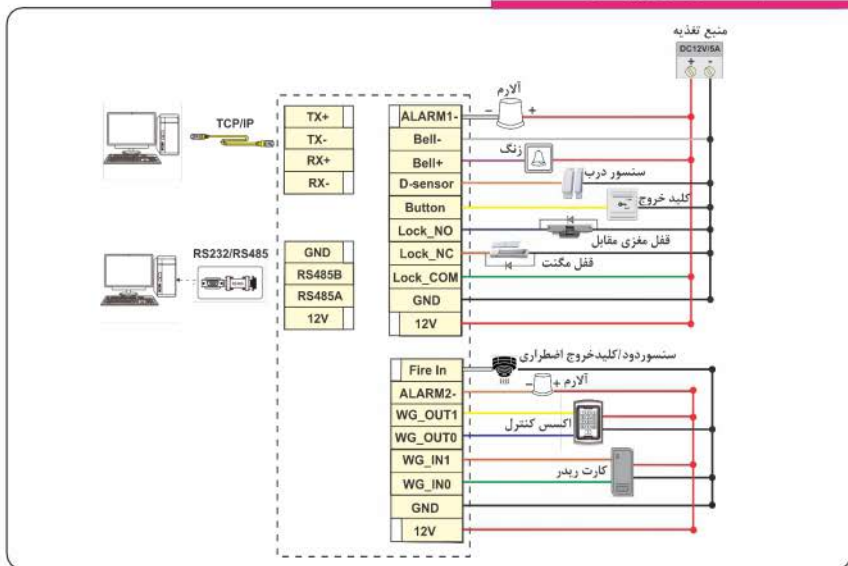 منبع تغذیه
DC12V/5A
+ -
TCP/IP
TX+
TX-
RX+
RX-
RS232/RS485
GND
RS485B
RS485A
12V
ALARM1-
- آلارم +
Bell-
Bell+
زنگ
D-sensor
سنسور درب
Button
کلید خروج
Lock_NO
قفل مغزی مقابل
Lock_NC
قفل مگنت
Lock_COM
GND
12V
Fire In
سنسوردود/کلیدخروج اضطراری
ALARM2-
- + آلارم
WG_OUT1
WG_OUT0
اکسس کنترل
WG_IN1
WG_IN0
کارت ریدر
GND
12V